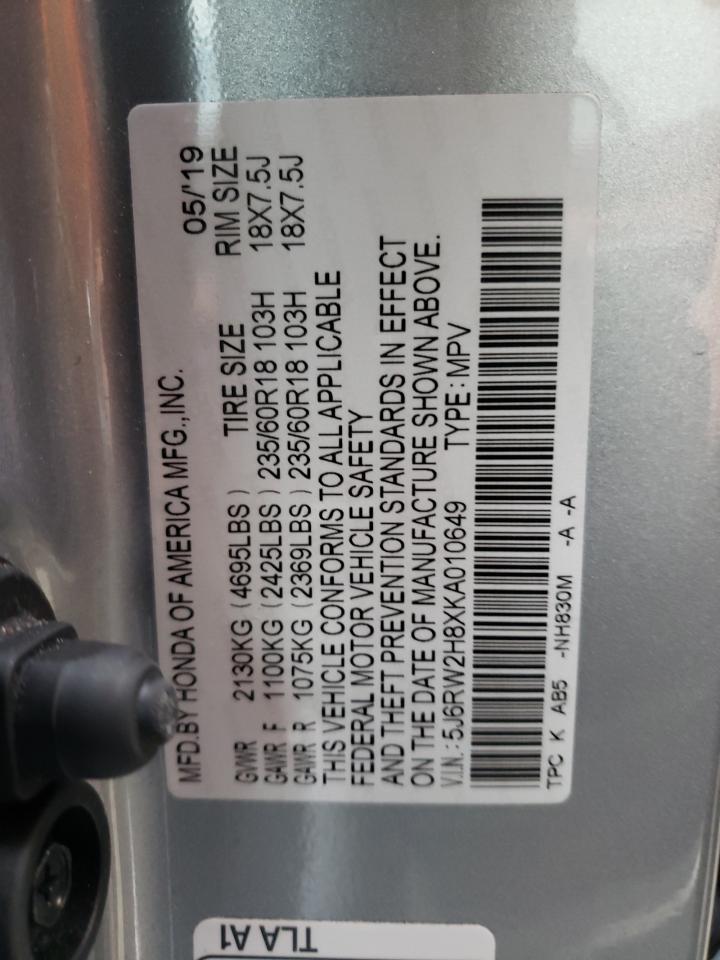 MFD.BY HONDA OF AMERICA MFG.,INC. 05/'19
TIRE SIZE RIM SIZE
GVWR 2130KG (4695LBS)
GAWR F 1100KG (2425LBS) 235/60R18 103H 18X7.5J
GAWR R 1075KG (2369LBS) 235/60R18 103H 18X7.5J
THIS VEHICLE CONFORMS TO ALL APPLICABLE
FEDERAL MOTOR VEHICLE SAFETY
AND THEFT PREVENTION STANDARDS IN EFFECT
ON THE DATE OF MANUFACTURE SHOWN ABOVE.
V.I.N.: 5J6RW2H8XKA010649 TYPE: MPV
TPC K AB5 -NH830M -A -A
TLA A1